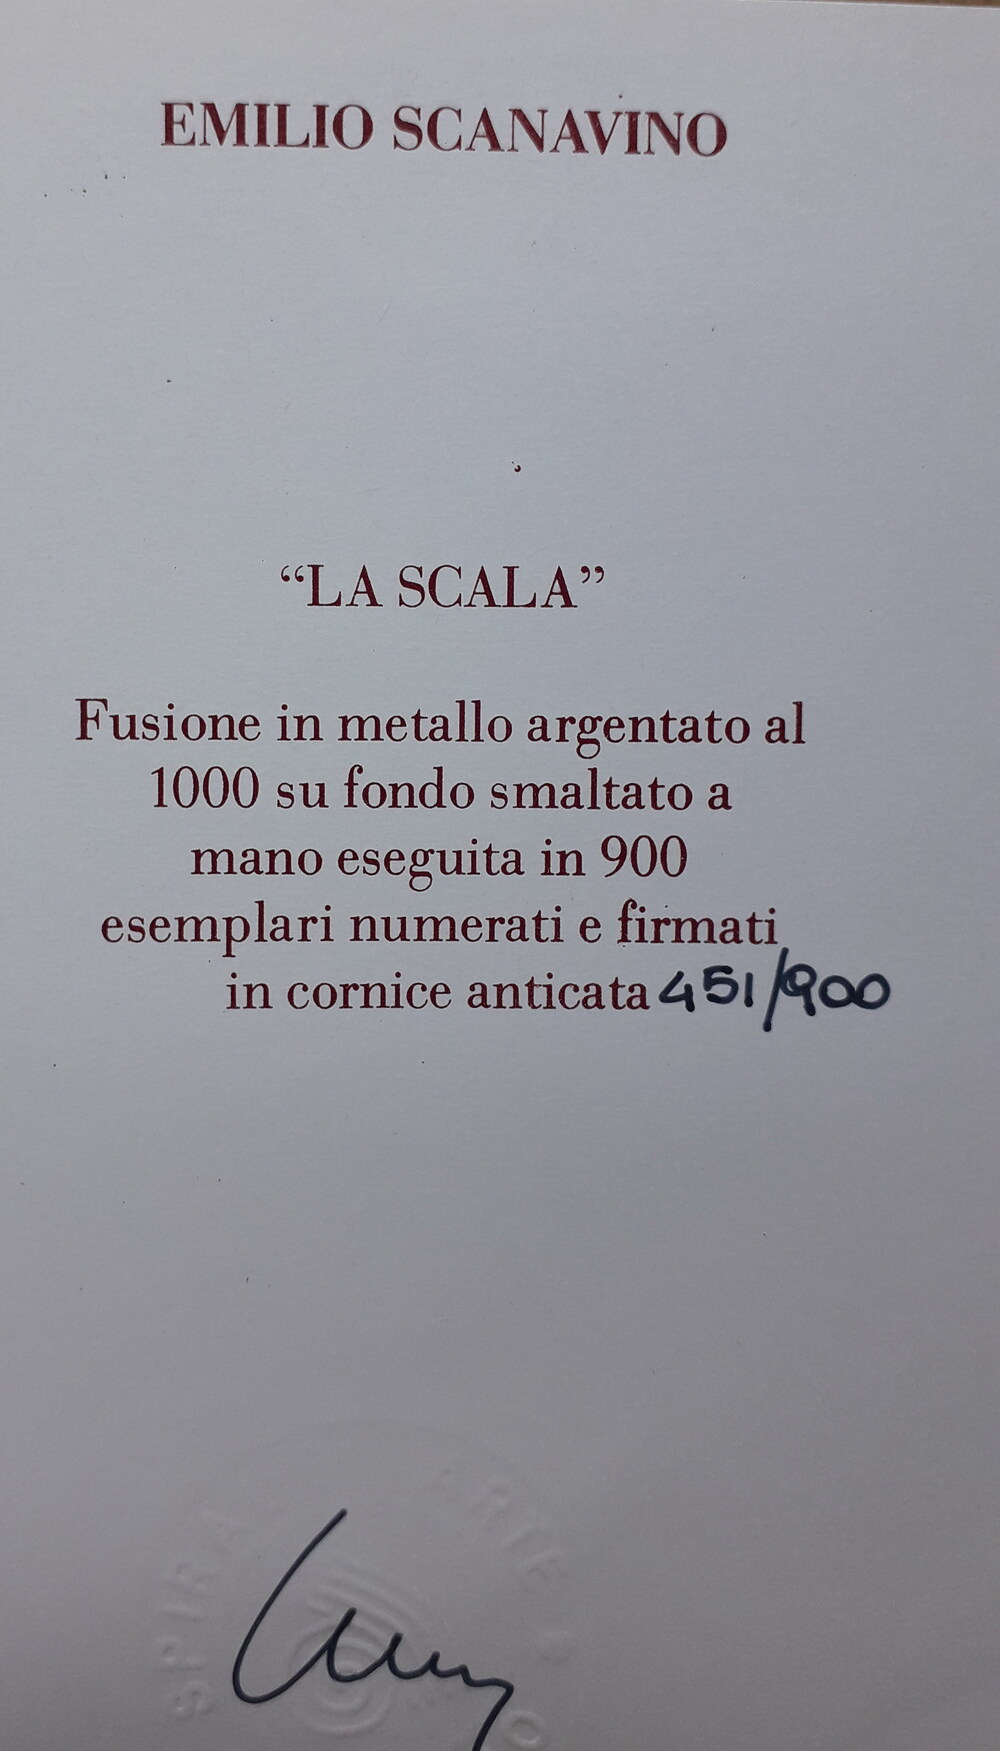 EMILIO SCANAVINO
“LA SCALA”
Fusione in metallo argentato al
1000 su fondo smaltato a
mano eseguita in 900
esemplari numerati e firmati
in cornice anticata 451/900
SPIRA